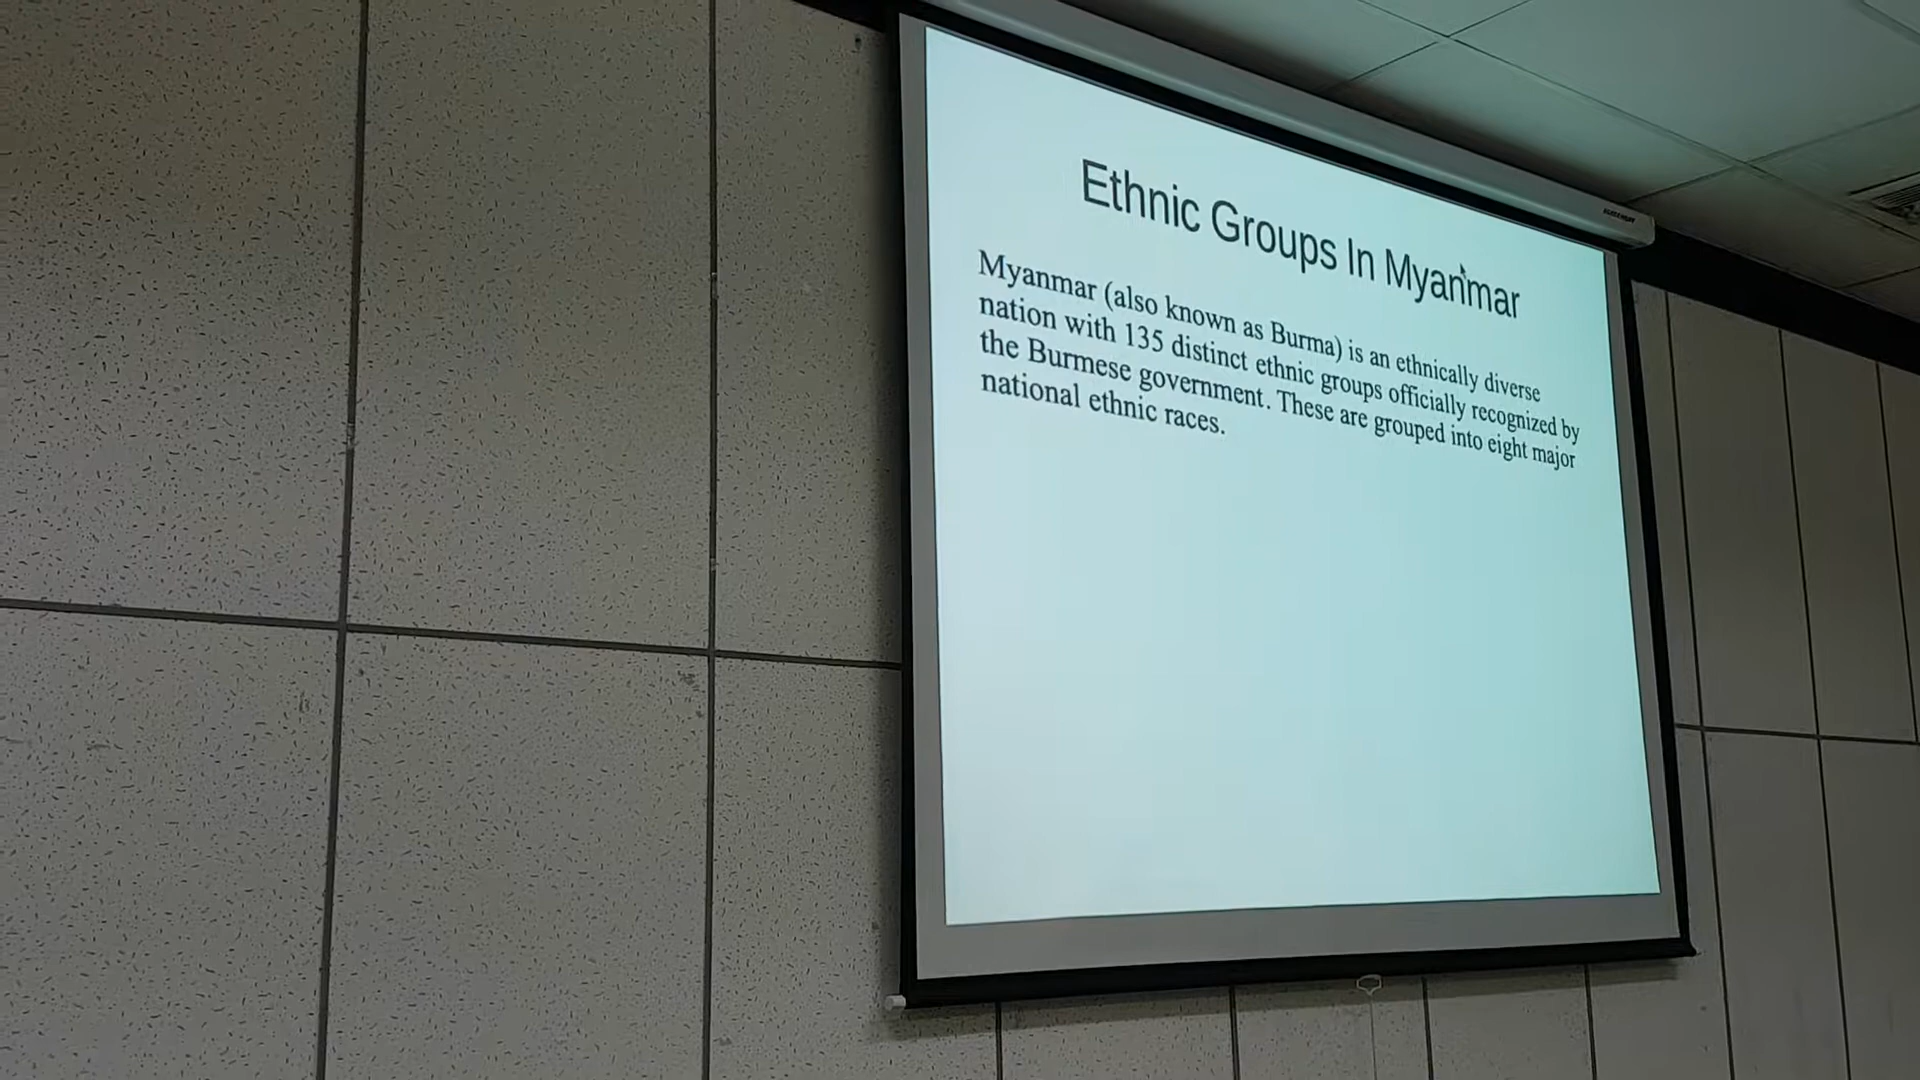 Ethnic Groups In Myanmar
Myanmar (also known as Burma) is an ethnically diverse
nation with 135 distinct ethnic groups officially recognized by
the Burmese government. These are grouped into eight major
national ethnic races.